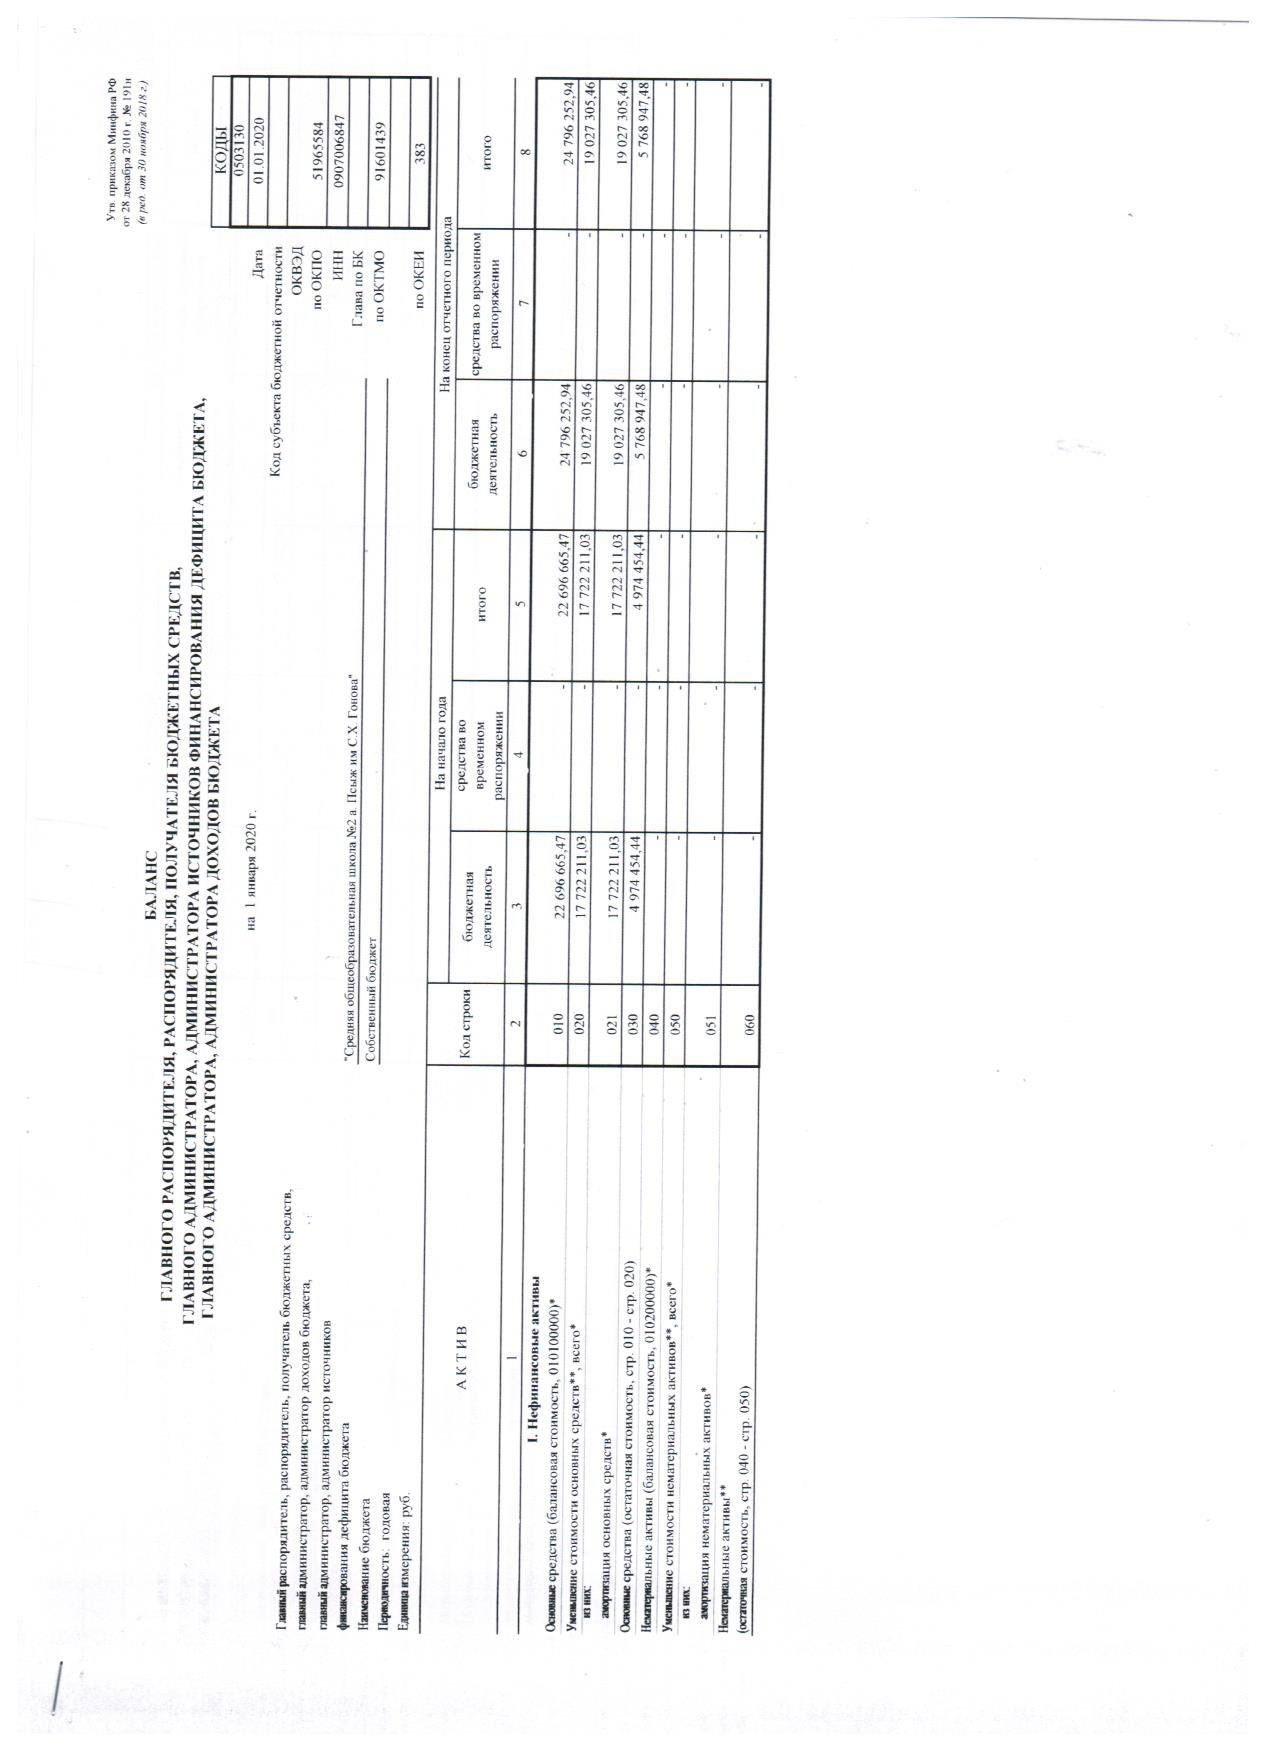 Утв. приказом Минфина РФ
от 28 декабря 2010 г. № 191н
(в ред. от 30 ноября 2018 г.)
БАЛАНС
ГЛАВНОГО РАСПОРЯДИТЕЛЯ, РАСПОРЯДИТЕЛЯ, ПОЛУЧАТЕЛЯ БЮДЖЕТНЫХ СРЕДСТВ,
ГЛАВНОГО АДМИНИСТРАТОРА, АДМИНИСТРАТОРА ИСТОЧНИКОВ ФИНАНСИРОВАНИЯ ДЕФИЦИТА БЮДЖЕТА,
ГЛАВНОГО АДМИНИСТРАТОРА, АДМИНИСТРАТОРА ДОХОДОВ БЮДЖЕТА
КОДЫ
0503130
на 1 января 2020 г. Дата 01.01.2020
Код субъекта бюджетной отчетности
Главный распорядитель, распорядитель, получатель бюджетных средств, ОКВЭД
главный администратор, администратор доходов бюджета, по ОКПО 51965584
главный администратор, администратор источников ИНН 0907006847
финансирования дефицита бюджета "Средняя общеобразовательная школа №2 а. Псыж им С.Х. Гонова" Глава по БК
Наименование бюджета Собственный бюджет по ОКТМО 91601439
Периодичность: годовая
Единица измерения: руб. по ОКЕИ 383
А К Т И В Код строки На начало года На конец отчетного периода
бюджетная деятельность средства во временном распоряжении итого бюджетная деятельность средства во временном распоряжении итого
1 2 3 4 5 6 7 8
I. Нефинансовые активы
Основные средства (балансовая стоимость, 010100000)* 010 22 696 665,47 - 22 696 665,47 24 796 252,94 - 24 796 252,94
Уменьшение стоимости основных средств**, всего* 020 17 722 211,03 - 17 722 211,03 19 027 305,46 - 19 027 305,46
из них:
амортизация основных средств* 021 17 722 211,03 - 17 722 211,03 19 027 305,46 - 19 027 305,46
Основные средства (остаточная стоимость, стр. 010 - стр. 020) 030 4 974 454,44 - 4 974 454,44 5 768 947,48 - 5 768 947,48
Нематериальные активы (балансовая стоимость, 010200000)* 040 - - - - - -
Уменьшение стоимости нематериальных активов**, всего* 050 - - - - - -
из них:
амортизация нематериальных активов* 051 - - - - - -
Нематериальные активы**
(остаточная стоимость, стр. 040 - стр. 050) 060 - - - - - -